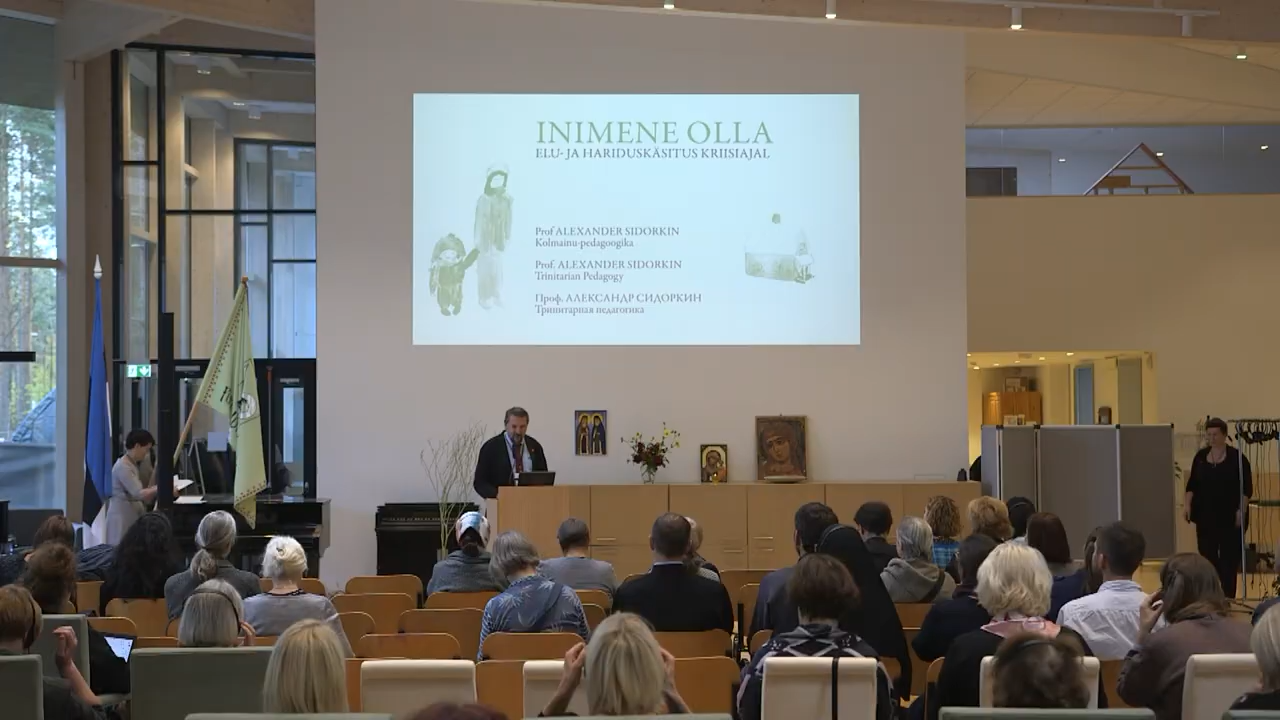 INIMENE OLLA
ELU- JA HARIDUSKÄSITUS KRIISIAJAL
Prof ALEXANDER SIDORKIN
Kolmainu-pedagoogika
Prof. ALEXANDER SIDORKIN
Trinitarian Pedagogy
Проф. АЛЕКСАНДР СИДОРКИН
Тринитарная педагогика